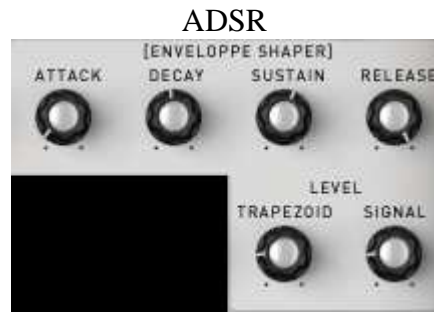 ADSR
[ENVELOPPE SHAPER]
ATTACK DECAY SUSTAIN RELEASE
LEVEL
TRAPEZOID SIGNAL